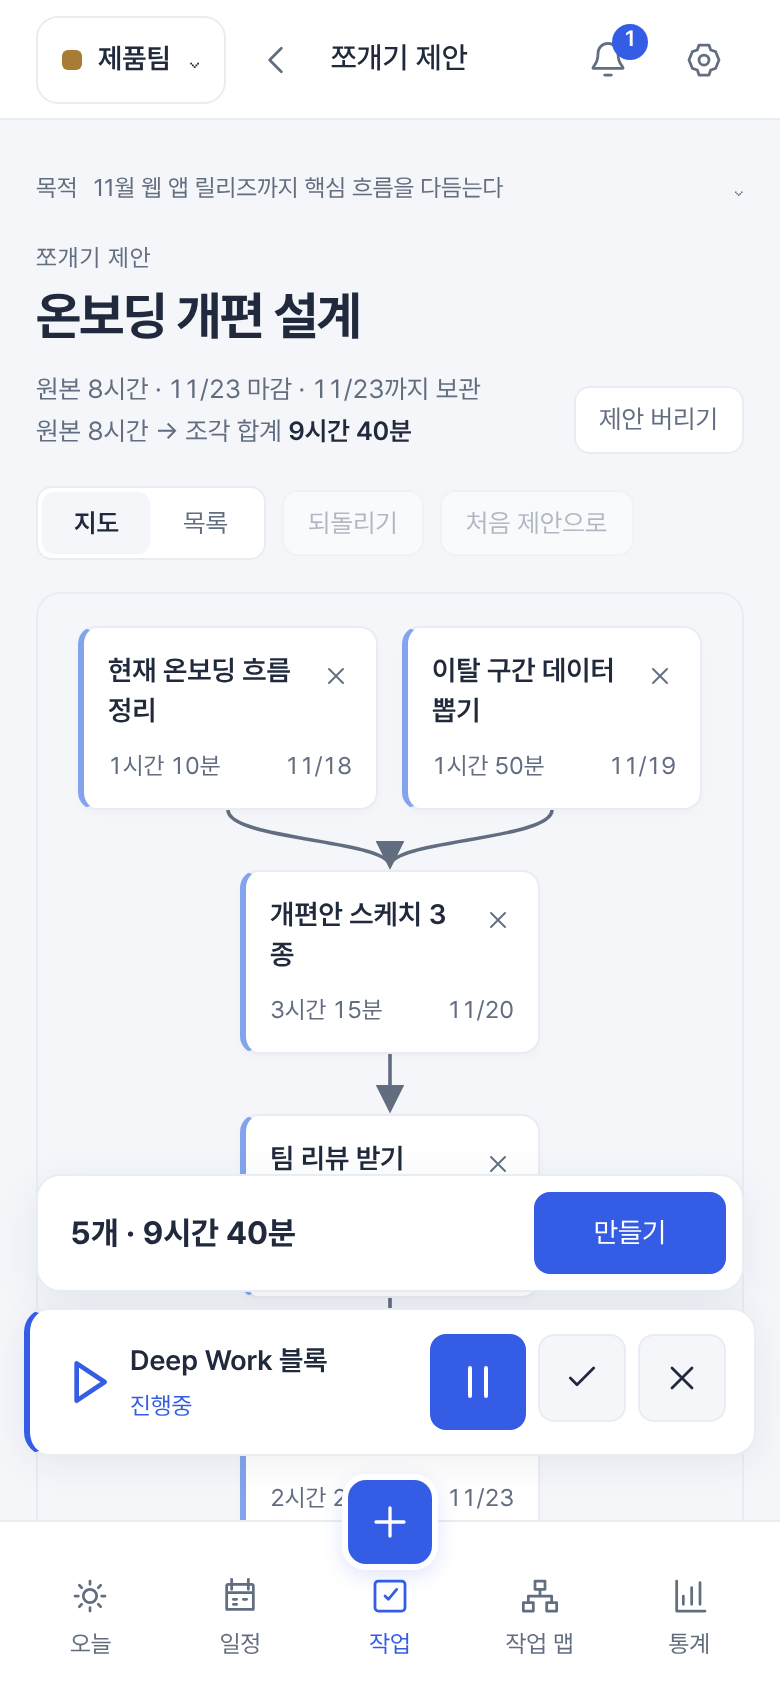 제품팀
쪼개기 제안
1
목적 11월 웹 앱 릴리즈까지 핵심 흐름을 다듬는다
쪼개기 제안
온보딩 개편 설계
원본 8시간 · 11/23 마감 · 11/23까지 보관
원본 8시간 → 조각 합계 9시간 40분
제안 버리기
지도 목록 되돌리기 처음 제안으로
현재 온보딩 흐름
정리
1시간 10분 11/18
이탈 구간 데이터
뽑기
1시간 50분 11/19
개편안 스케치 3
종
3시간 15분 11/20
팀 리뷰 받기
5개 · 9시간 40분
만들기
Deep Work 블록
진행중
2시간 2 11/23
오늘 일정 작업 작업 맵 통계